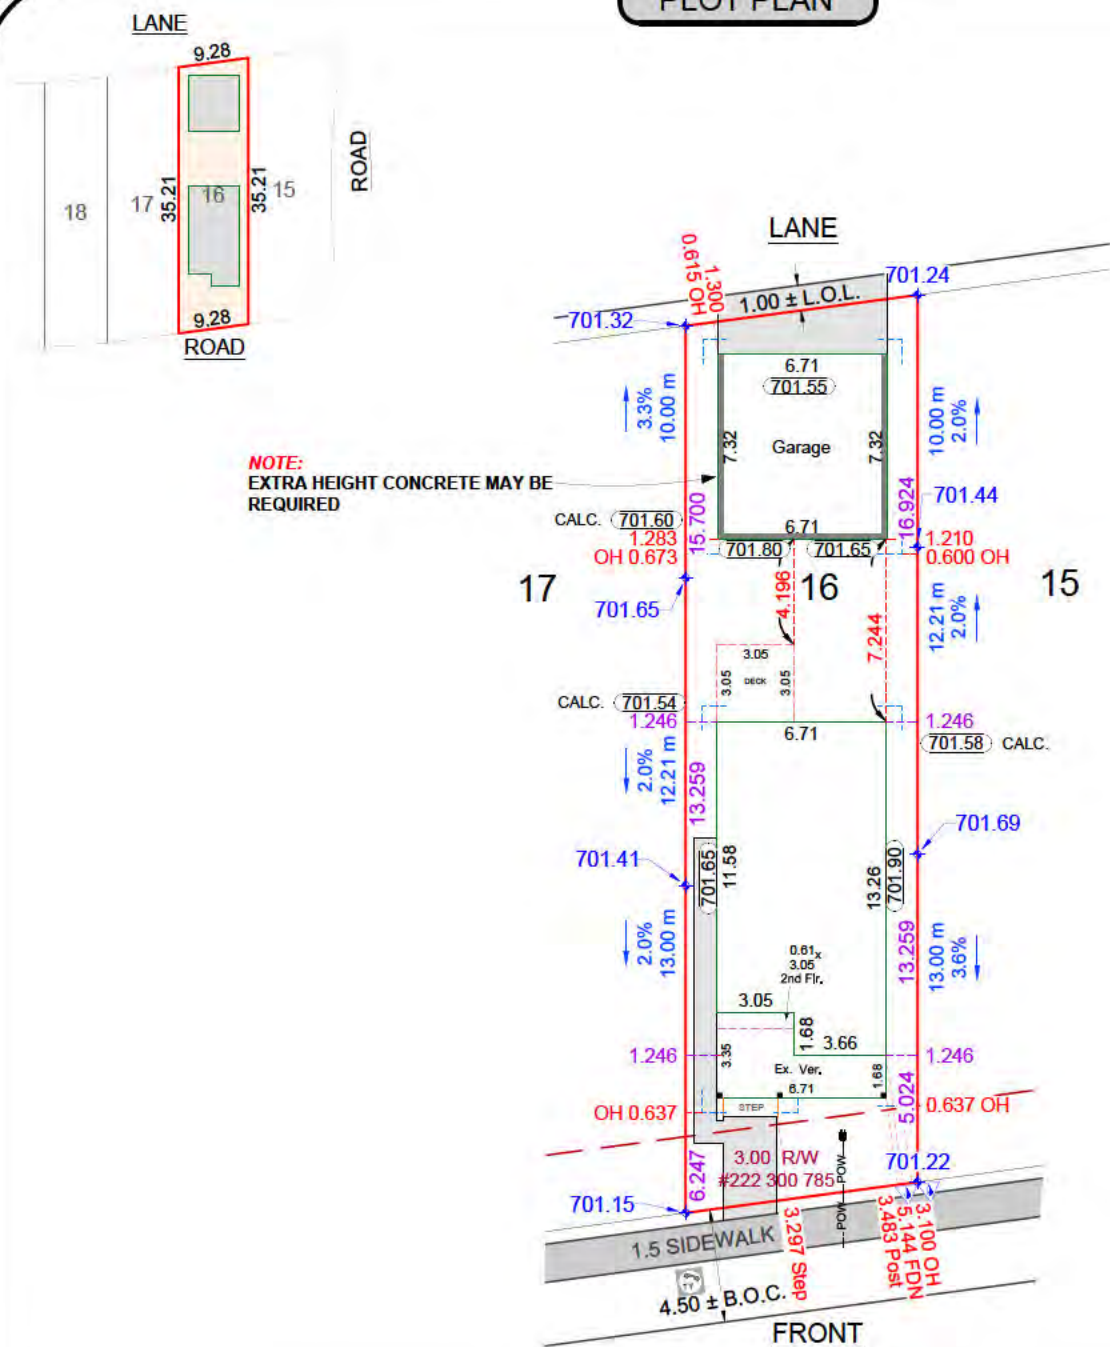 PLOT PLAN
LANE
9.28
ROAD
18
17
35.21
16
35.21
15
9.28
ROAD
LANE
0.615 OH
1.300
701.24
1.00 ± L.O.L.
701.32
6.71
701.55
3.3%
10.00 m
10.00 m
2.0%
7.32
Garage
7.32
NOTE:
EXTRA HEIGHT CONCRETE MAY BE
REQUIRED
15.700
16.924
701.44
CALC. 701.60
6.71
1.283
1.210
OH 0.673
701.80
701.65
0.600 OH
17
16
15
4.196
701.65
12.21 m
2.0%
7.244
3.05
3.05
DECK
3.05
CALC. 701.54
1.246
6.71
1.246
701.58 CALC.
2.0%
12.21 m
13.259
701.69
701.41
701.65
11.58
13.26
701.90
2.0%
13.00 m
13.259
13.00 m
3.6%
0.61x
3.05
2nd Flr.
3.05
1.68
3.66
1.246
3.35
1.246
Ex. Ver.
1.68
6.71
5.024
OH 0.637
STEP
0.637 OH
6.247
3.00 R/W
POW
701.22
#222 300 785
701.15
POW
3.297 Step
3.483 Post
5.144 FDN
3.100 OH
1.5 SIDEWALK
TY
4.50 ± B.O.C.
FRONT